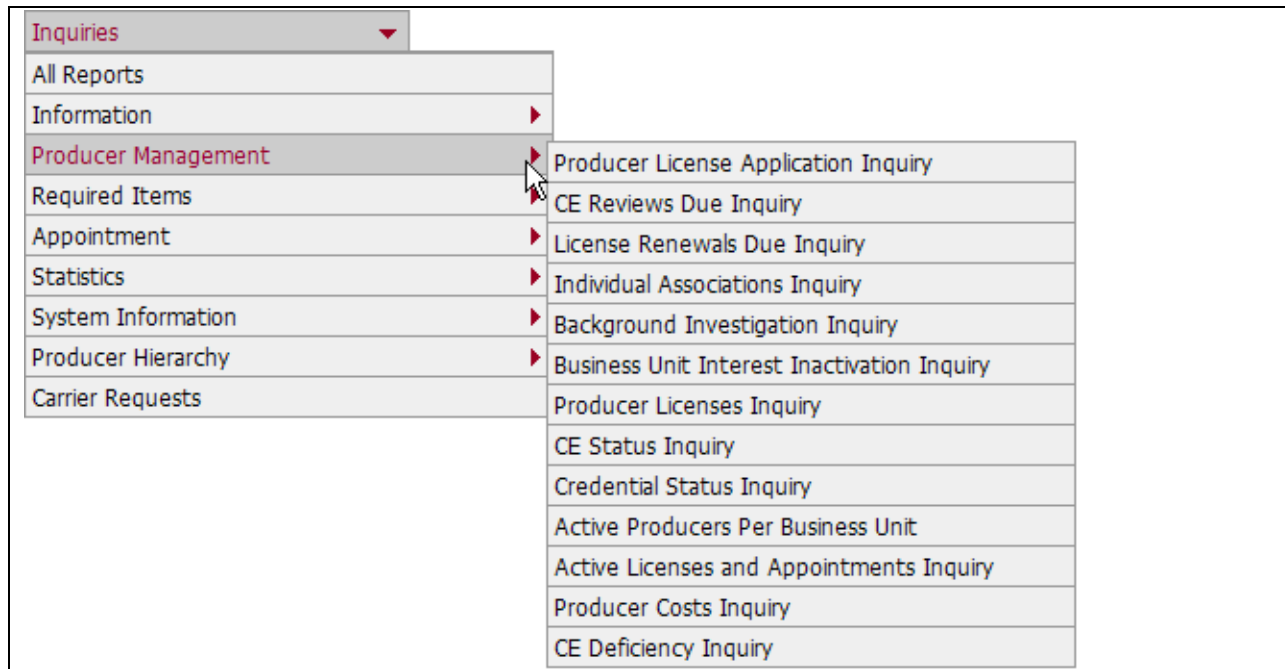 Inquiries
All Reports
Information
Producer Management
Required Items
Appointment
Statistics
System Information
Producer Hierarchy
Carrier Requests
Producer License Application Inquiry
CE Reviews Due Inquiry
License Renewals Due Inquiry
Individual Associations Inquiry
Background Investigation Inquiry
Business Unit Interest Inactivation Inquiry
Producer Licenses Inquiry
CE Status Inquiry
Credential Status Inquiry
Active Producers Per Business Unit
Active Licenses and Appointments Inquiry
Producer Costs Inquiry
CE Deficiency Inquiry